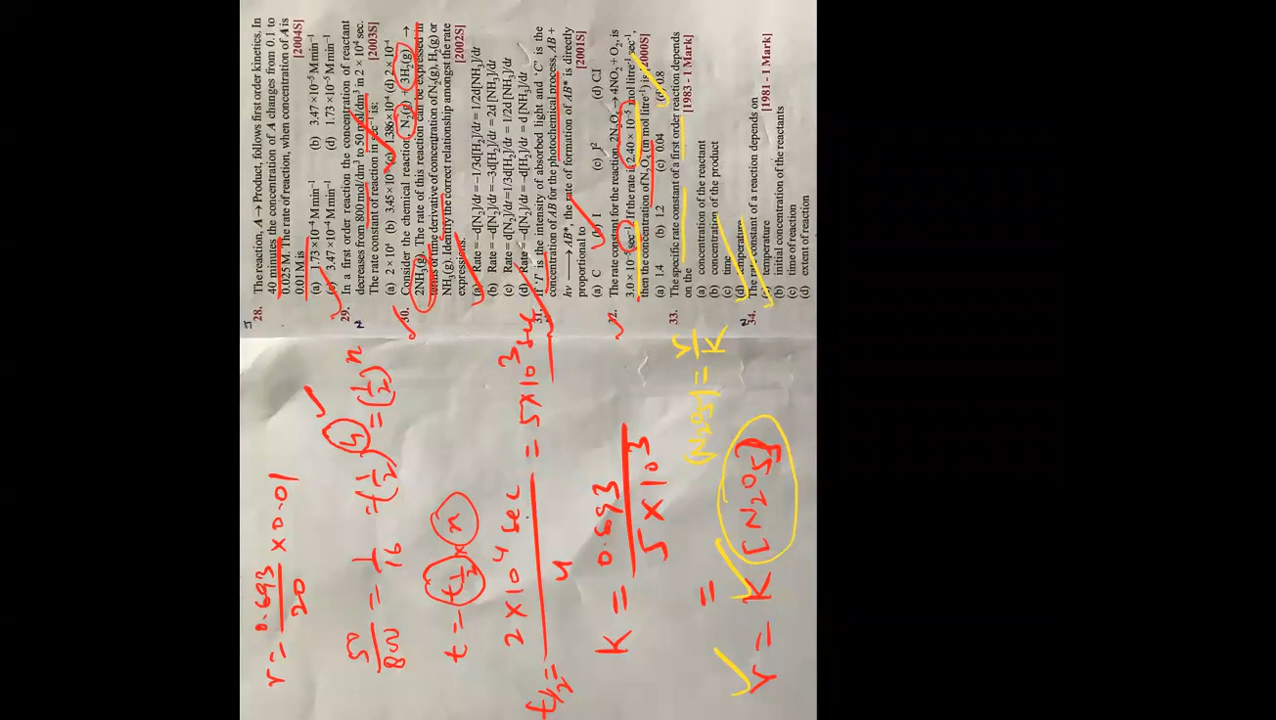 28. The reaction, A → Product, follows first order kinetics. In
40 minutes the concentration of A changes from 0.1 to
0.025 M. The rate of reaction, when concentration of A is
0.01 M is [2004S]
(a) 1.73×10⁻⁴ M min⁻¹ (b) 3.47×10⁻⁵ M min⁻¹
(c) 3.47×10⁻⁴ M min⁻¹ (d) 1.73×10⁻⁵ M min⁻¹
29. In a first order reaction the concentration of reactant
decreases from 800 mol/dm³ to 50 mol/dm³ in 2 × 10⁴ sec.
The rate constant of reaction in sec⁻¹ is: [2003S]
(a) 2 × 10⁴ (b) 3.45×10 (c) 1.386×10⁻⁴ (d) 2 × 10⁻⁴
30. Consider the chemical reaction, N₂(g) + 3H₂(g) →
2NH₃(g). The rate of this reaction can be expressed in
terms of time derivative of concentration of N₂(g), H₂(g) or
NH₃(g). Identify the correct relationship amongst the rate
expressions. [2002S]
(a) Rate = –d[N₂]/dt = –1/3d[H₂]/dt = 1/2d[NH₃]/dt
(b) Rate = –d[N₂]/dt = –3d[H₂]/dt = 2d [NH₃]/dt
(c) Rate = d[N₂]/dt = 1/3d[H₂]/dt = 1/2d [NH₃]/dt
(d) Rate = –d[N₂]/dt = –d[H₂]/dt = d [NH₃]/dt
31. If 'I' is the intensity of absorbed light and 'C' is the
concentration of AB for the photochemical process, AB +
hv → AB*, the rate of formation of AB* is directly
proportional to [2001S]
(a) C (b) I (c) I² (d) C.I
32. The rate constant for the reaction, 2N₂O₅ → 4NO₂ + O₂, is
3.0 × 10⁻⁵ sec⁻¹. If the rate is 2.40 × 10⁻⁵ mol litre⁻¹ sec⁻¹,
then the concentration of N₂O₅ (in mol litre⁻¹) is [2000S]
(a) 1.4 (b) 1.2 (c) 0.04 (d) 0.8
33. The specific rate constant of a first order reaction depends
on the [1983 - 1 Mark]
(a) concentration of the reactant
(b) concentration of the product
(c) time
(d) temperature
34. The rate constant of a reaction depends on
(a) temperature [1981 - 1 Mark]
(b) initial concentration of the reactants
(c) time of reaction
(d) extent of reaction
r = 0.693/20 × 0.01
50/800 = 1/16 = (1/2)⁴ = (1/2)ⁿ
t = t½ × n
t½ = 2×10⁴ sec / 4 = 5×10³ sec
K = 0.693 / 5×10³
=
(N₂O₅) = r/K
r = K [N₂O₅]